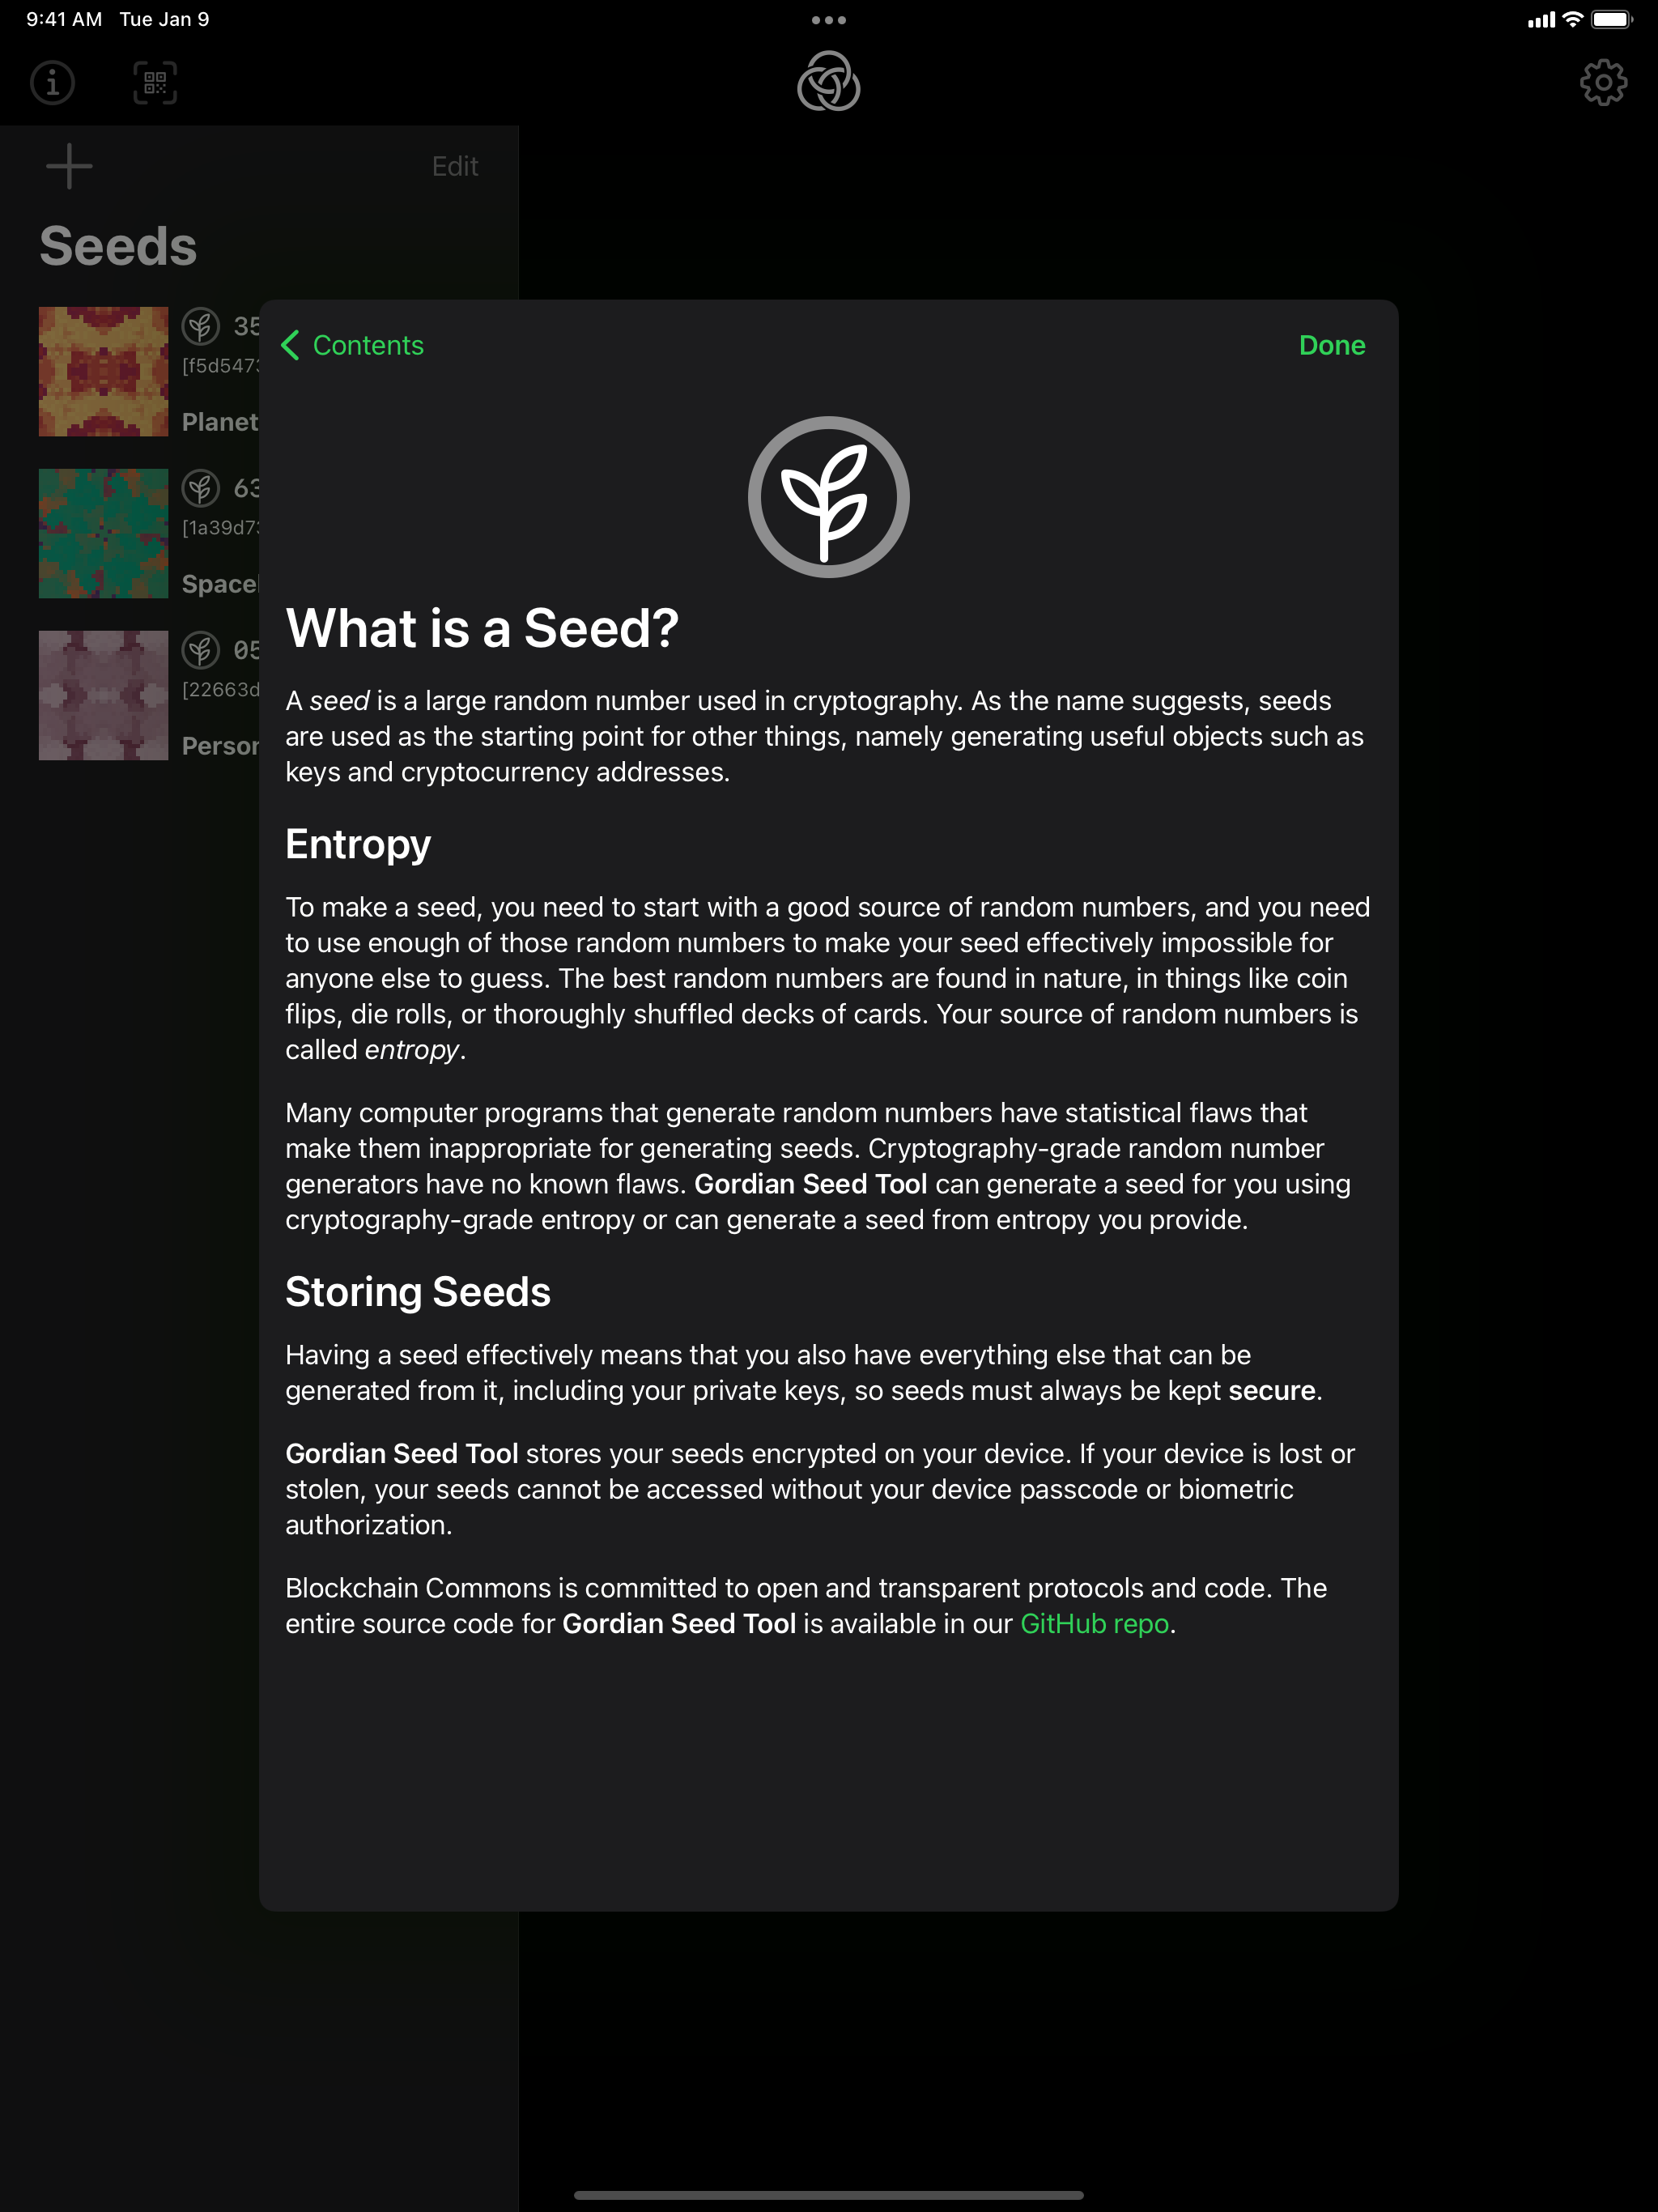 9:41 AM Tue Jan 9
Edit
Seeds
35
[f5d5473
Planet
63
[1a39d73
Space
05
[22663d
Person
Contents
Done
What is a Seed?
A seed is a large random number used in cryptography. As the name suggests, seeds
are used as the starting point for other things, namely generating useful objects such as
keys and cryptocurrency addresses.
Entropy
To make a seed, you need to start with a good source of random numbers, and you need
to use enough of those random numbers to make your seed effectively impossible for
anyone else to guess. The best random numbers are found in nature, in things like coin
flips, die rolls, or thoroughly shuffled decks of cards. Your source of random numbers is
called entropy.
Many computer programs that generate random numbers have statistical flaws that
make them inappropriate for generating seeds. Cryptography-grade random number
generators have no known flaws. Gordian Seed Tool can generate a seed for you using
cryptography-grade entropy or can generate a seed from entropy you provide.
Storing Seeds
Having a seed effectively means that you also have everything else that can be
generated from it, including your private keys, so seeds must always be kept secure.
Gordian Seed Tool stores your seeds encrypted on your device. If your device is lost or
stolen, your seeds cannot be accessed without your device passcode or biometric
authorization.
Blockchain Commons is committed to open and transparent protocols and code. The
entire source code for Gordian Seed Tool is available in our GitHub repo.